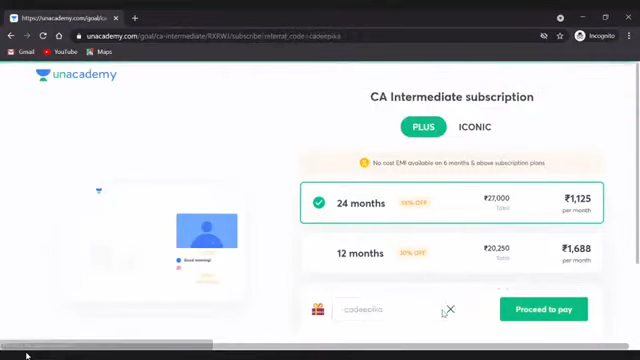 https://unacademy.com/goal/ca-
unacademy.com/goal/ca-intermediate/RXRWJ/subscribe?referral_code=cadeepika
Incognito
Gmail YouTube Maps
unacademy
CA Intermediate subscription
PLUS ICONIC
No cost EMI available on 6 months & above subscription plans
24 months ₹27,000 ₹1,125
Total per month
Good morning!
12 months ₹20,250 ₹1,688
Total per month
cadeepika Proceed to pay